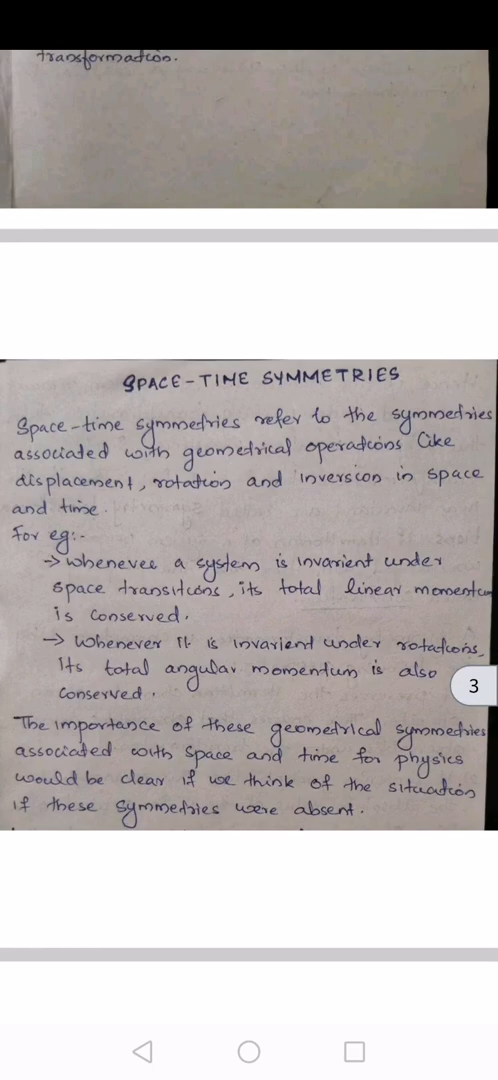 transformation.
SPACE-TIME SYMMETRIES
Space-time symmetries refer to the symmetries
associated with geometrical operations like
displacement, rotation and inversion in space
and time.
For eg:-
→ whenever a system is invarient under
space transitions, its total linear momentum
is conserved.
→ Whenever it is invarient under rotations,
its total angular momentum is also
conserved.
3
The importance of these geometrical symmetries
associated with space and time for physics
would be clear if we think of the situation
if these symmetries were absent.